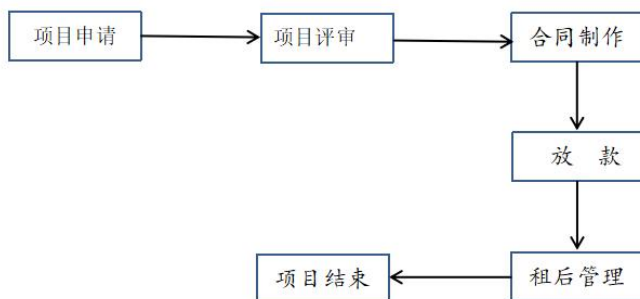 项目申请
项目评审
合同制作
放 款
租后管理
项目结束